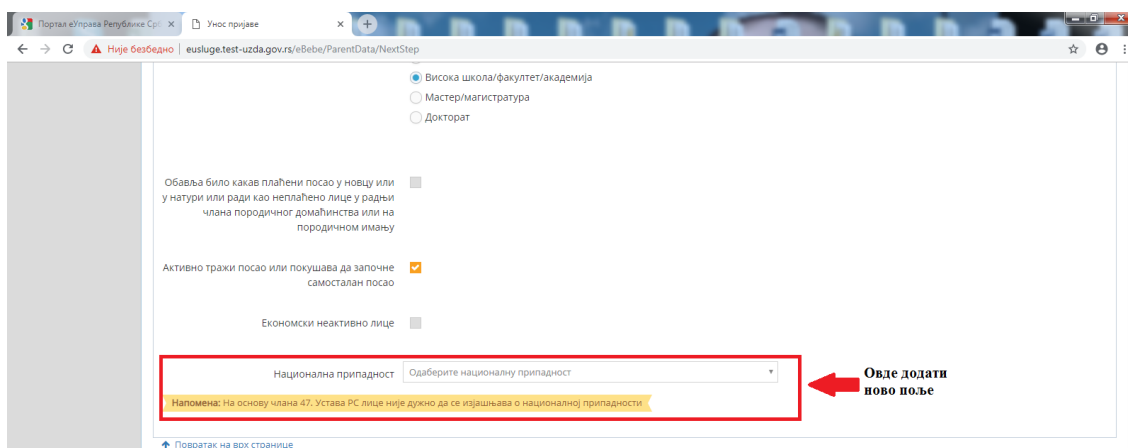 Портал еУправа Републике Срп
Унос пријаве
Није безбедно | eusluge.test-uzda.gov.rs/eBebe/ParentData/NextStep
Висока школа/факултет/академија
Мастер/магистратура
Докторат
Обавља било какав плаћени посао у новцу или
у натури или ради као неплаћено лице у радњи
члана породичног домаћинства или на
породичном имању
Активно тражи посао или покушава да започне
самосталан посао
Економски неактивно лице
Национална припадност
Одаберите националну припадност
Овде додати
ново поље
Напомена: На основу члана 47. Устава РС лице није дужно да се изјашњава о националној припадности
Повратак на врх странице